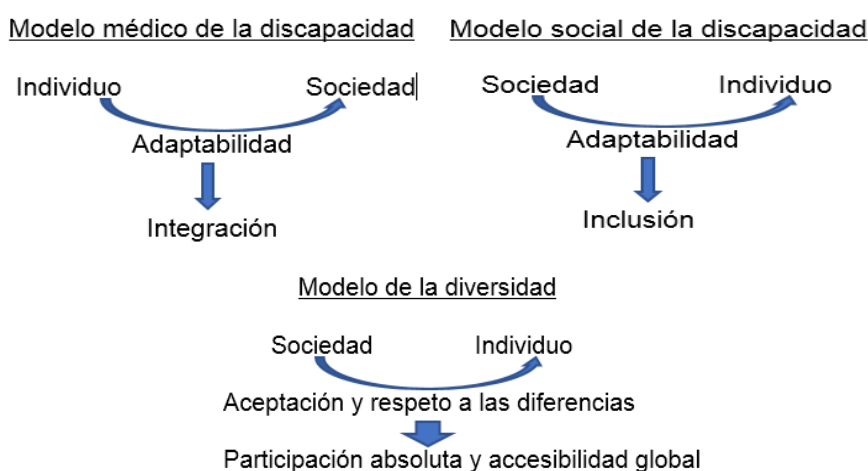 Modelo médico de la discapacidad
Individuo Sociedad
Adaptabilidad
Integración
Modelo social de la discapacidad
Sociedad Individuo
Adaptabilidad
Inclusión
Modelo de la diversidad
Sociedad Individuo
Aceptación y respeto a las diferencias
Participación absoluta y accesibilidad global